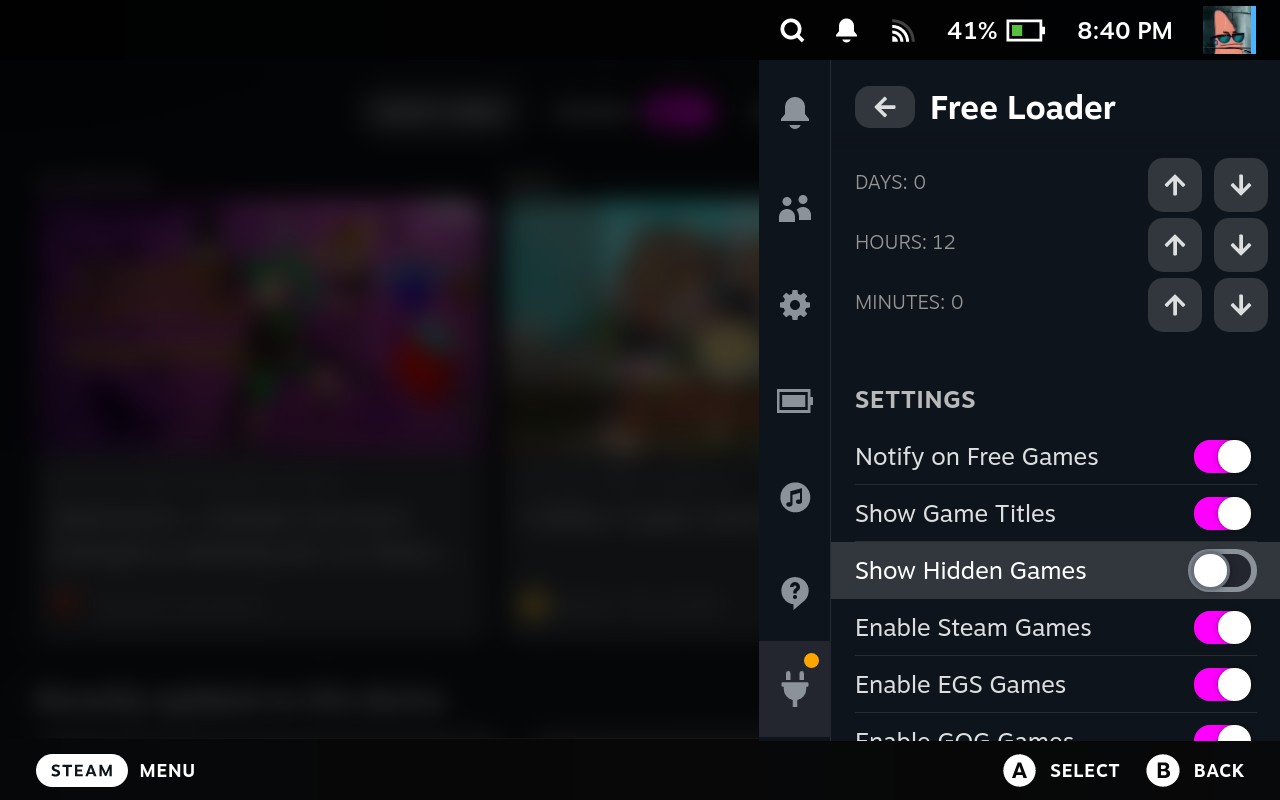 41%
8:40 PM
Free Loader
DAYS: 0
HOURS: 12
MINUTES: 0
SETTINGS
Notify on Free Games
Show Game Titles
Show Hidden Games
Enable Steam Games
Enable EGS Games
Enable GOG Games
STEAM MENU
A SELECT B BACK